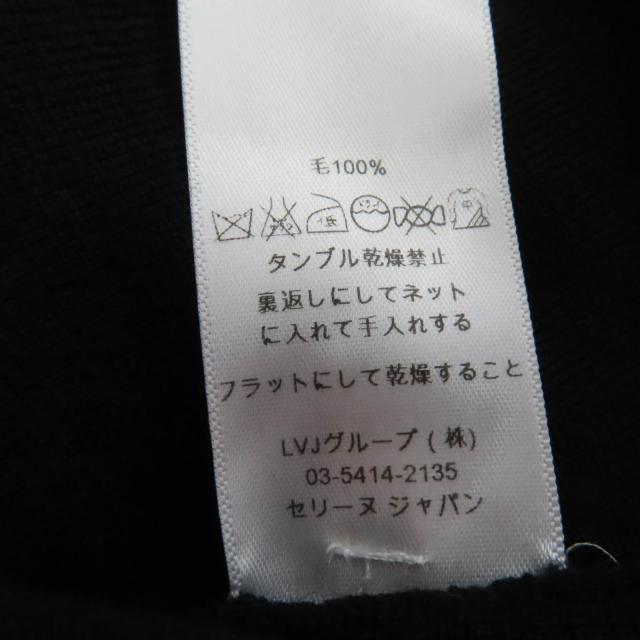 毛100%
タンブル乾燥禁止
裏返しにしてネット
に入れて手入れする
フラットにして乾燥すること
LVJグループ(株)
03-5414-2135
セリーヌ ジャパン